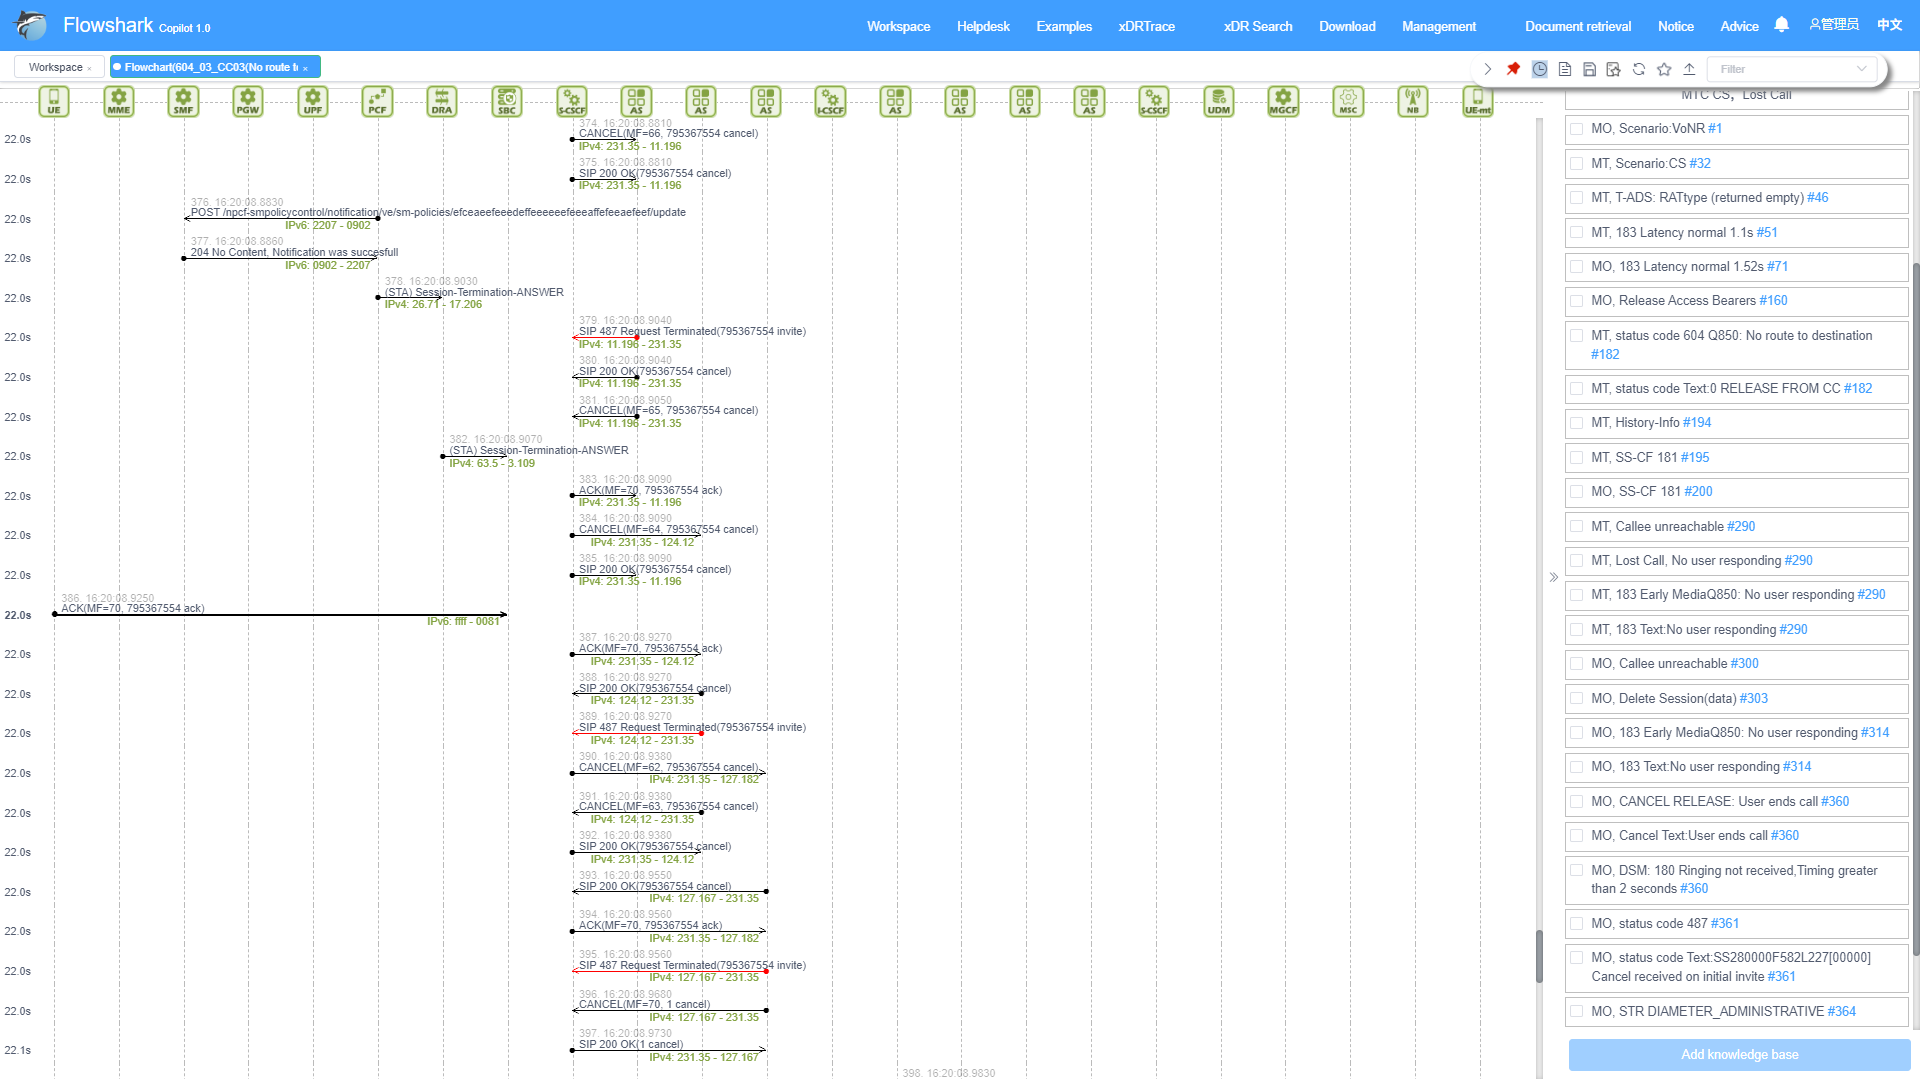 Flowshark Copilot 1.0
Workspace Helpdesk Examples xDRTrace xDR Search Download Management Document retrieval Notice Advice 管理员 中文
Workspace × Flowchart(604_03_CC03(No route t ×
Filter
UE MME SMF PGW UPF PCF DRA SBC S-CSCF AS AS AS I-CSCF AS AS AS AS S-CSCF UDM MGCF MSC NB UE-mt
374. 16:20:08.8810
22.0s CANCEL(MF=66, 795367554 cancel)
IPv4: 231.35 - 11.196
375. 16:20:08.8810
22.0s SIP 200 OK(795367554 cancel)
IPv4: 231.35 - 11.196
376. 16:20:08.8830
22.0s POST /npcf-smpolicycontrol/notification/ve/sm-policies/efceaeefeeedeffeeeeeefeeeaffefeeaefeef/update
IPv6: 2207 - 0902
377. 16:20:08.8860
22.0s 204 No Content, Notification was succesfull
IPv6: 0902 - 2207
378. 16:20:08.9030
22.0s (STA) Session-Termination-ANSWER
IPv4: 26.71 - 17.206
379. 16:20:08.9040
22.0s SIP 487 Request Terminated(795367554 invite)
IPv4: 11.196 - 231.35
380. 16:20:08.9040
22.0s SIP 200 OK(795367554 cancel)
IPv4: 11.196 - 231.35
381. 16:20:08.9050
22.0s CANCEL(MF=65, 795367554 cancel)
IPv4: 11.196 - 231.35
382. 16:20:08.9070
22.0s (STA) Session-Termination-ANSWER
IPv4: 63.5 - 3.109
383. 16:20:08.9090
22.0s ACK(MF=70, 795367554 ack)
IPv4: 231.35 - 11.196
384. 16:20:08.9090
22.0s CANCEL(MF=64, 795367554 cancel)
IPv4: 231.35 - 124.12
385. 16:20:08.9090
22.0s SIP 200 OK(795367554 cancel)
IPv4: 231.35 - 11.196
386. 16:20:08.9250
22.0s ACK(MF=70, 795367554 ack)
IPv6: ffff - 0081
387. 16:20:08.9270
22.0s ACK(MF=70, 795367554 ack)
IPv4: 231.35 - 124.12
388. 16:20:08.9270
22.0s SIP 200 OK(795367554 cancel)
IPv4: 124.12 - 231.35
389. 16:20:08.9270
22.0s SIP 487 Request Terminated(795367554 invite)
IPv4: 124.12 - 231.35
390. 16:20:08.9380
22.0s CANCEL(MF=62, 795367554 cancel)
IPv4: 231.35 - 127.182
391. 16:20:08.9380
22.0s CANCEL(MF=63, 795367554 cancel)
IPv4: 124.12 - 231.35
392. 16:20:08.9380
22.0s SIP 200 OK(795367554 cancel)
IPv4: 231.35 - 124.12
393. 16:20:08.9550
22.0s SIP 200 OK(795367554 cancel)
IPv4: 127.167 - 231.35
394. 16:20:08.9560
22.0s ACK(MF=70, 795367554 ack)
IPv4: 231.35 - 127.182
395. 16:20:08.9560
22.0s SIP 487 Request Terminated(795367554 invite)
IPv4: 127.167 - 231.35
396. 16:20:08.9680
22.0s CANCEL(MF=70, 1 cancel)
IPv4: 127.167 - 231.35
397. 16:20:08.9730
22.1s SIP 200 OK(1 cancel)
IPv4: 231.35 - 127.167
398. 16:20:08.9830
MTC CS，Lost Call
MO, Scenario:VoNR #1
MT, Scenario:CS #32
MT, T-ADS: RATtype (returned empty) #46
MT, 183 Latency normal 1.1s #51
MO, 183 Latency normal 1.52s #71
MO, Release Access Bearers #160
MT, status code 604 Q850: No route to destination
#182
MT, status code Text:0 RELEASE FROM CC #182
MT, History-Info #194
MT, SS-CF 181 #195
MO, SS-CF 181 #200
MT, Callee unreachable #290
MT, Lost Call, No user responding #290
MT, 183 Early MediaQ850: No user responding #290
MT, 183 Text:No user responding #290
MO, Callee unreachable #300
MO, Delete Session(data) #303
MO, 183 Early MediaQ850: No user responding #314
MO, 183 Text:No user responding #314
MO, CANCEL RELEASE: User ends call #360
MO, Cancel Text:User ends call #360
MO, DSM: 180 Ringing not received,Timing greater
than 2 seconds #360
MO, status code 487 #361
MO, status code Text:SS280000F582L227[00000]
Cancel received on initial invite #361
MO, STR DIAMETER_ADMINISTRATIVE #364
Add knowledge base